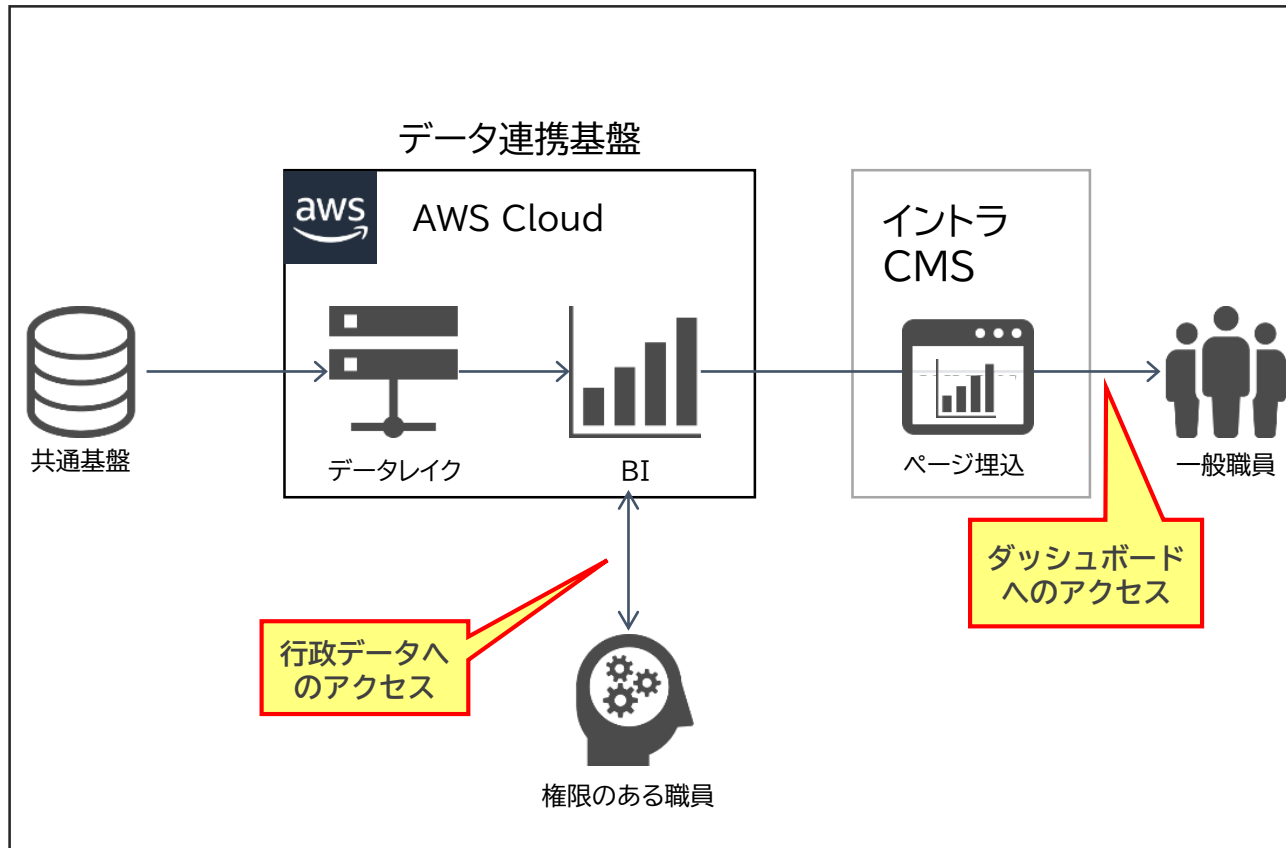 データ連携基盤
aws
AWS Cloud
イントラ
CMS
共通基盤
データレイク
BI
ページ埋込
一般職員
ダッシュボード
へのアクセス
行政データへ
のアクセス
権限のある職員